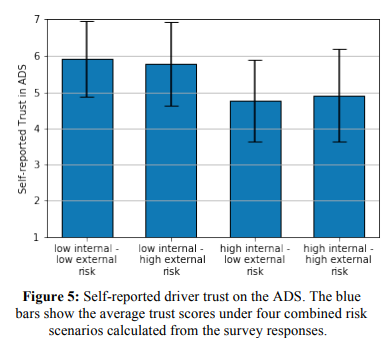 7
6
5
4
3
2
1
Self-reported Trust in ADS
low internal - low internal - high internal - high internal -
low external high external low external high external
risk risk risk risk
Figure 5: Self-reported driver trust on the ADS. The blue
bars show the average trust scores under four combined risk
scenarios calculated from the survey responses.